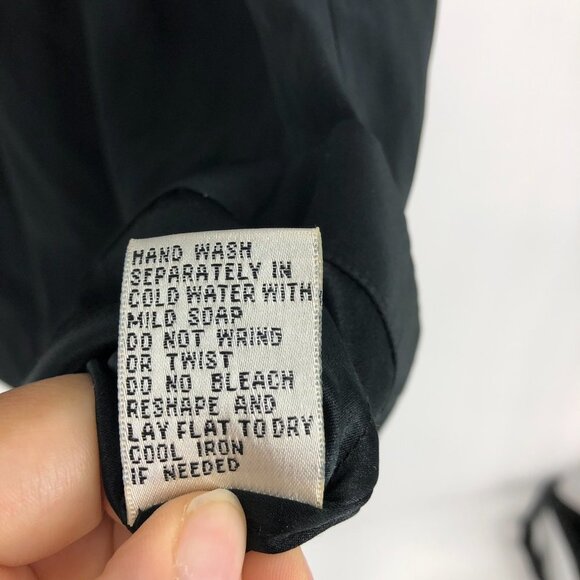 HAND WASH
SEPARATELY IN
COLD WATER WITH
MILD SOAP
DO NOT WRING
OR TWIST
DO NO BLEACH
RESHAPE AND
LAY FLAT TO DRY
COOL IRON
IF NEEDED